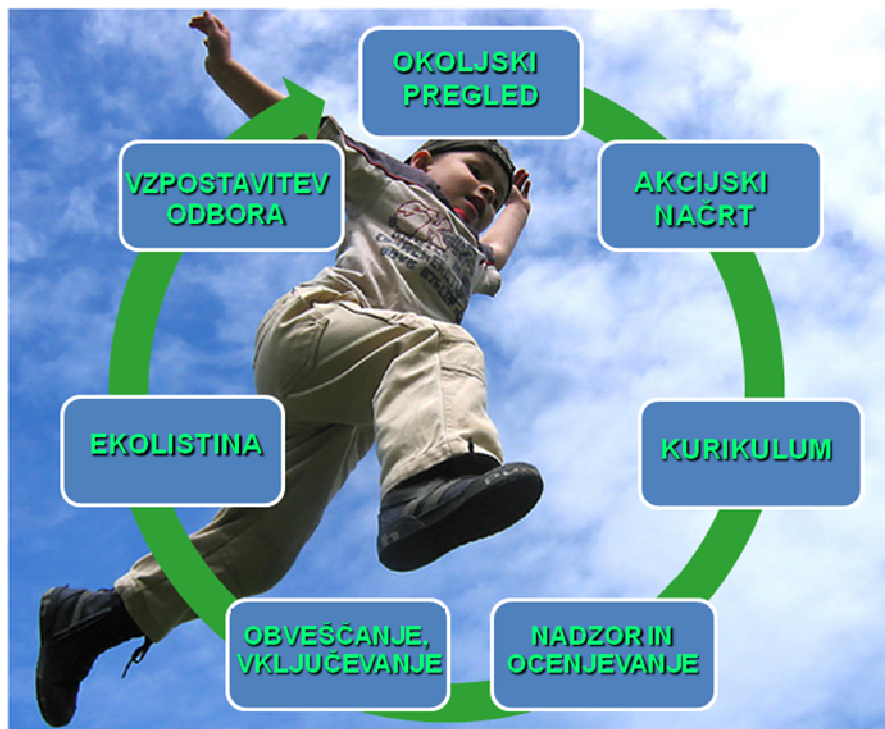 OKOLJSKI
PREGLED
AKCIJSKI
NAČRT
KURIKULUM
NADZOR IN
OCENJEVANJE
OBVEŠČANJE,
VKLJUČEVANJE
EKOLISTINA
VZPOSTAVITEV
ODBORA